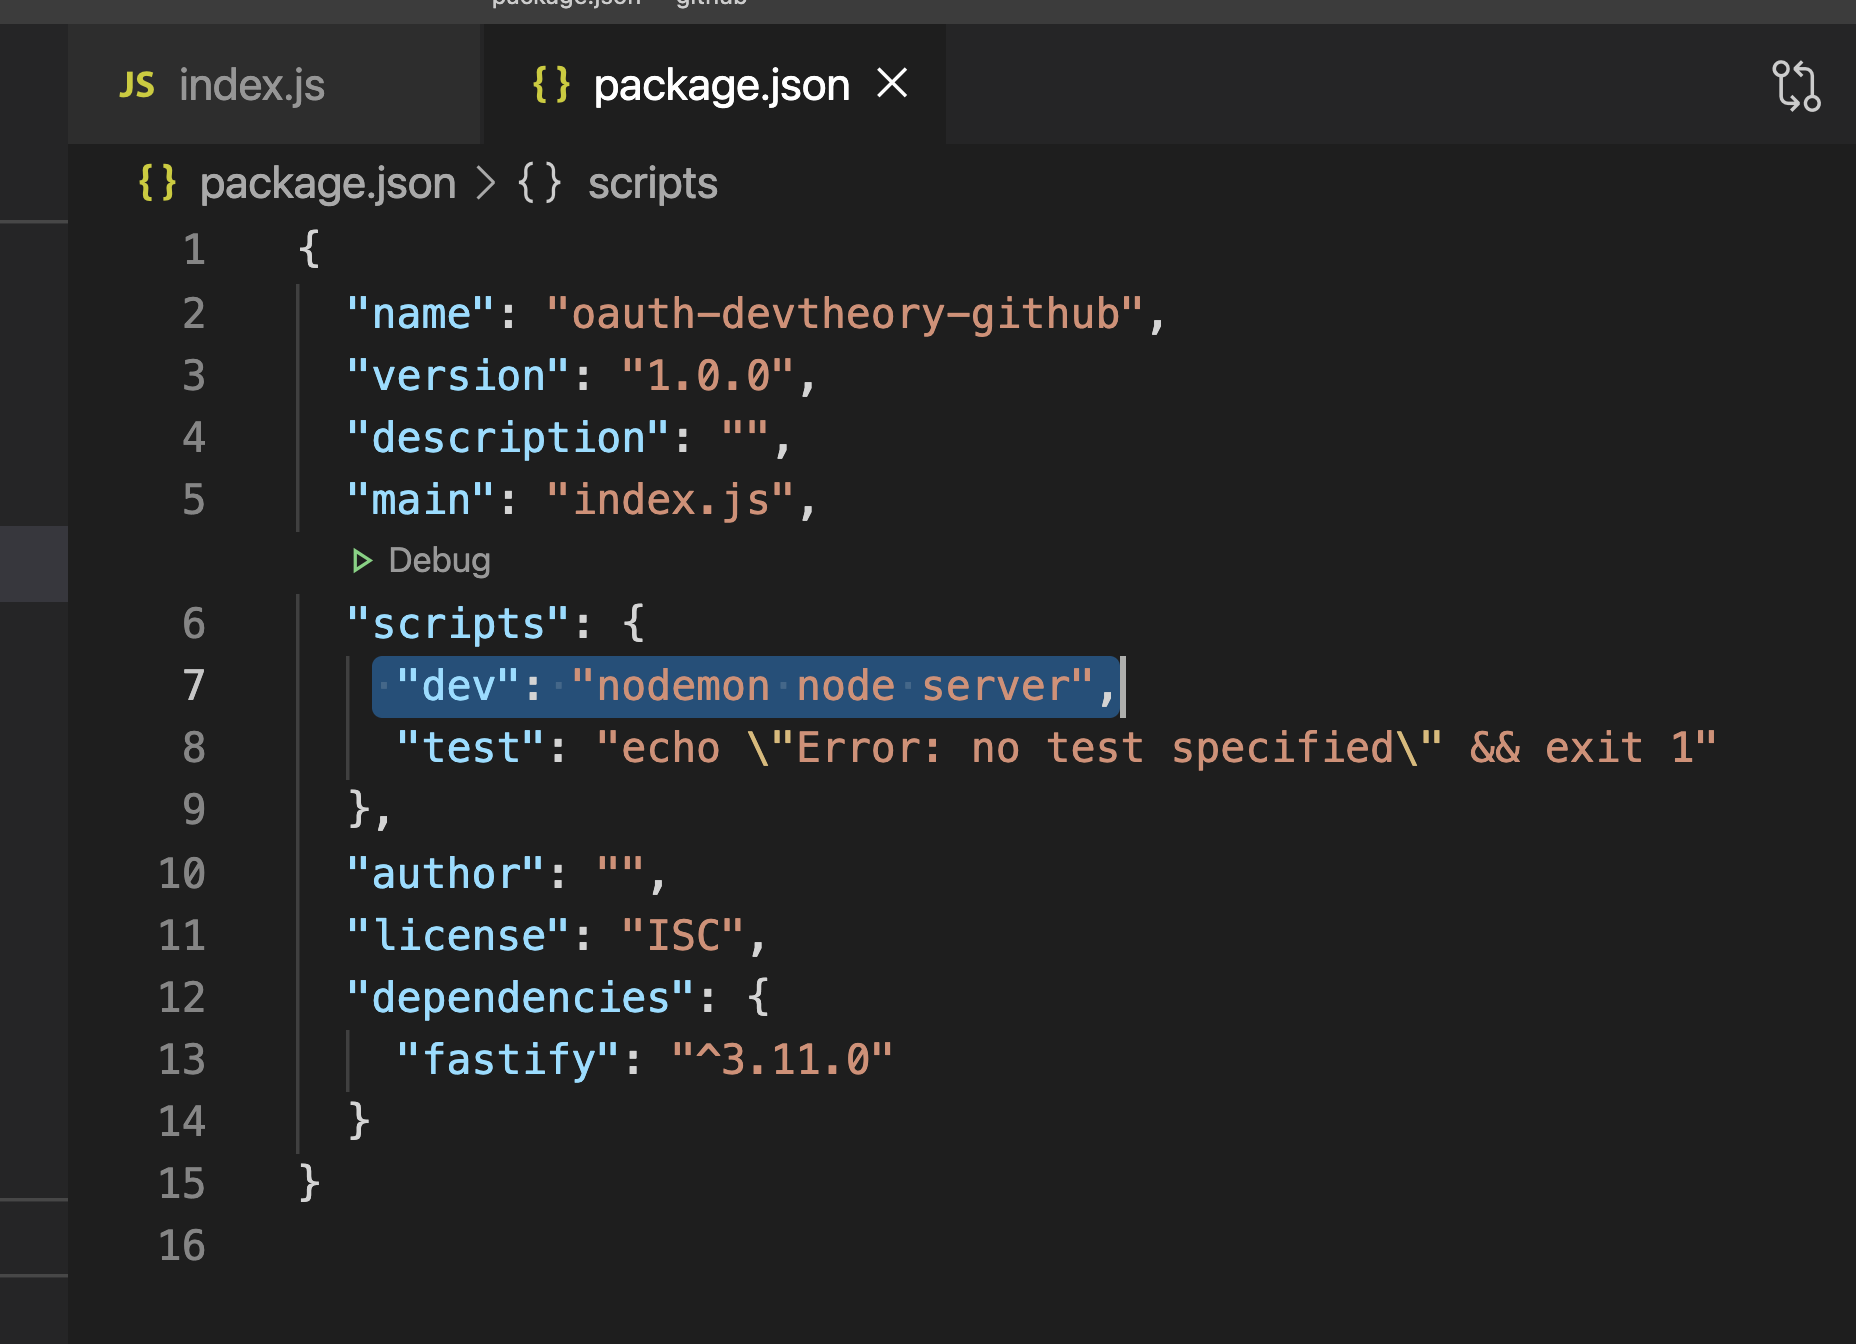 package.json — github
JS index.js
{} package.json
{} package.json > {} scripts
1 {
2 "name": "oauth-devtheory-github",
3 "version": "1.0.0",
4 "description": "",
5 "main": "index.js",
Debug
6 "scripts": {
7 "dev": "nodemon node server",
8 "test": "echo \"Error: no test specified\" && exit 1"
9 },
10 "author": "",
11 "license": "ISC",
12 "dependencies": {
13 "fastify": "^3.11.0"
14 }
15 }
16